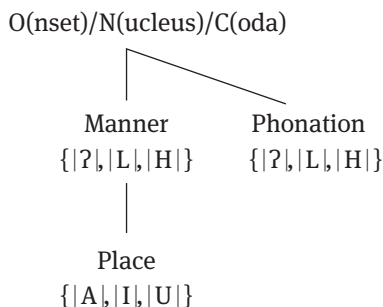 O(nset)/N(ucleus)/C(oda)
Manner Phonation
{|ʔ|,|L|,|H|} {|ʔ|,|L|,|H|}
Place
{|A|,|I|,|U|}